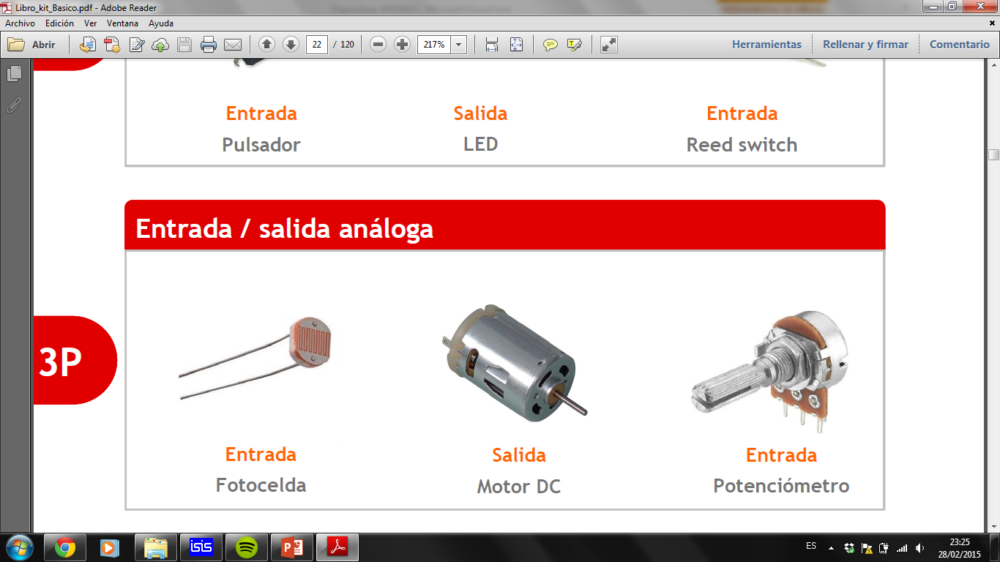 Libro_kit_Basico.pdf - Adobe Reader
Archivo Edición Ver Ventana Ayuda
Abrir 22 / 120 217% Herramientas Rellenar y firmar Comentario
Entrada Salida Entrada
Pulsador LED Reed switch
Entrada / salida análoga
3P
Entrada Salida Entrada
Fotocelda Motor DC Potenciómetro
isis ES 23:25
28/02/2015